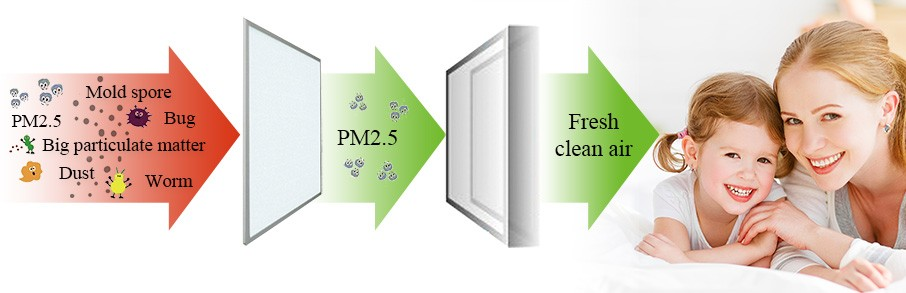 Mold spore
PM2.5
Bug
Big particulate matter
Dust
Worm
PM2.5
Fresh
clean air